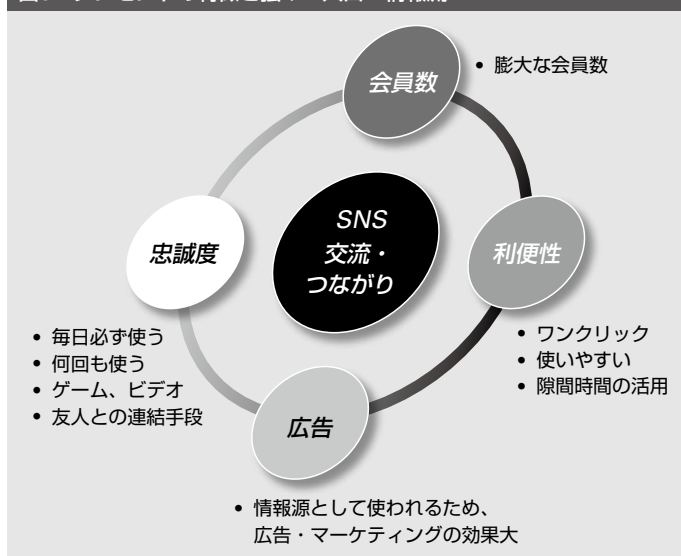 会員数
• 膨大な会員数
SNS
交流・
つながり
忠誠度
利便性
• 毎日必ず使う
• 何回も使う
• ゲーム、ビデオ
• 友人との連結手段
• ワンクリック
• 使いやすい
• 隙間時間の活用
広告
• 情報源として使われるため、
広告・マーケティングの効果大